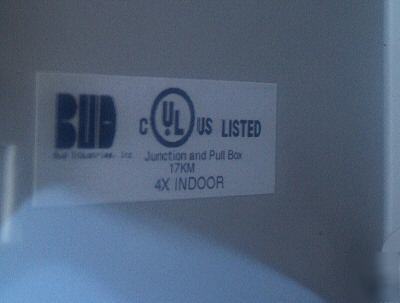 BUD
C UL US LISTED
Bud Industries, Inc
Junction and Pull Box
17KM
4X INDOOR